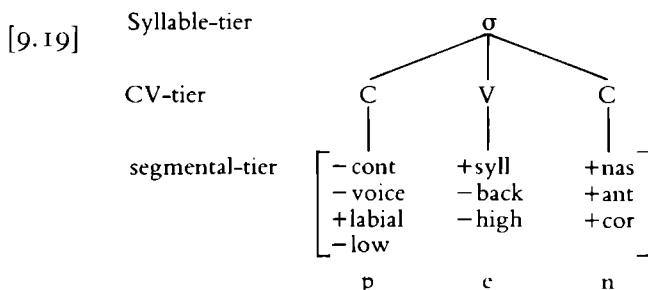 [9.19]
Syllable-tier σ
CV-tier C V C
segmental-tier −cont +syll +nas
−voice −back +ant
+labial −high +cor
−low
p e n